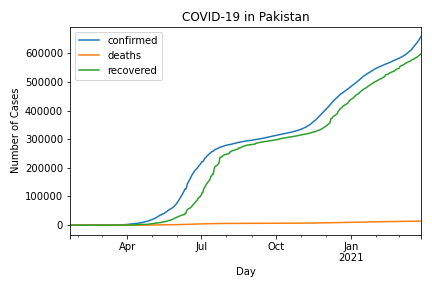 COVID-19 in Pakistan
confirmed
deaths
recovered
Number of Cases
600000
500000
400000
300000
200000
100000
0
Apr
Jul
Oct
Jan
2021
Day